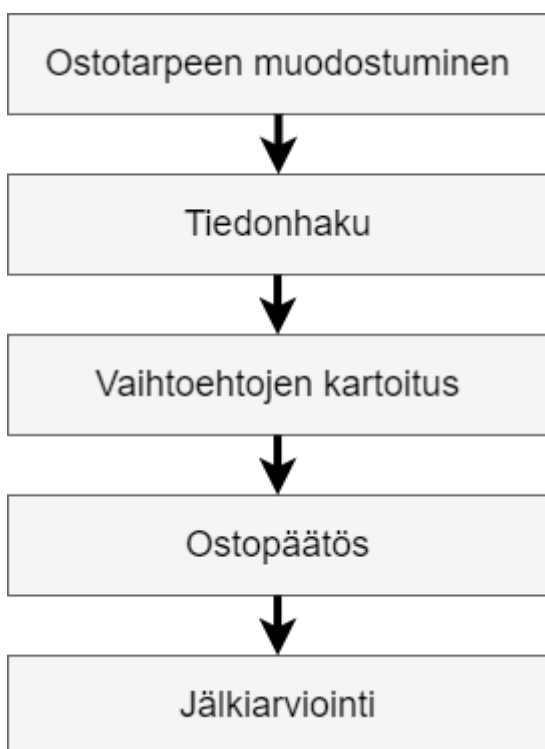 Ostotarpeen muodostuminen
Tiedonhaku
Vaihtoehtojen kartoitus
Ostopäätös
Jälkiarviointi